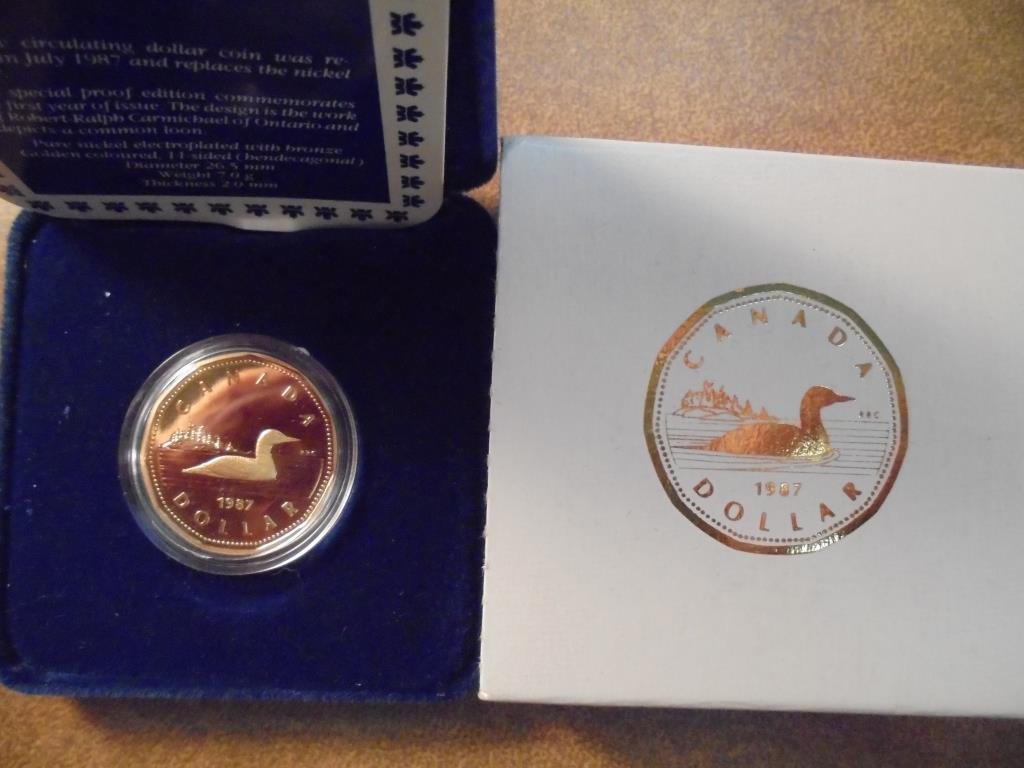 circulating dollar coin was re-
in July 1987 and replaces the nickel
special proof edition commemorates
first year of issue. The design is the work
Robert-Ralph Carmichael of Ontario and
depicts a common loon.
Pure nickel electroplated with bronze
Golden coloured, 11-sided (hendecagonal)
Diameter 26.5 mm
Weight 7.0 g
Thickness 2.0 mm
CANADA
1987
DOLLAR
CANADA
RRC
1987
DOLLAR